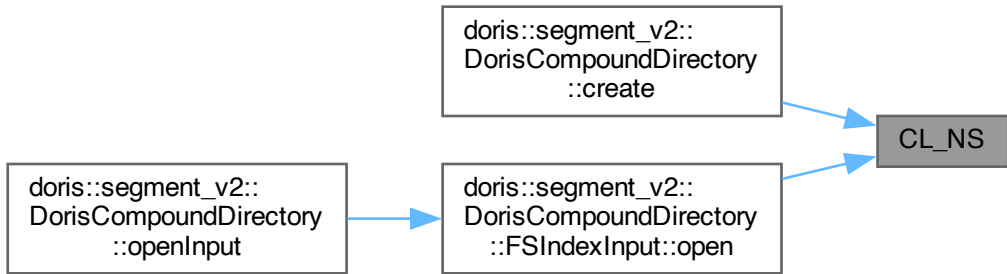 doris::segment_v2::
DorisCompoundDirectory
::create
CL_NS
doris::segment_v2::
DorisCompoundDirectory
::openInput
doris::segment_v2::
DorisCompoundDirectory
::FSIndexInput::open